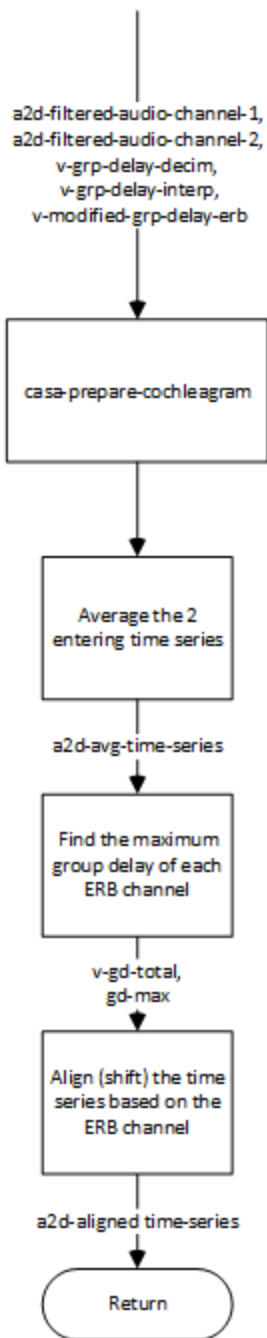 a2d-filtered-audio-channel-1,
a2d-filtered-audio-channel-2,
v-grp-delay-decim,
v-grp-delay-interp,
v-modified-grp-delay-erb
casa-prepare-cochleagram
Average the 2
entering time series
a2d-avg-time-series
Find the maximum
group delay of each
ERB channel
v-gd-total,
gd-max
Align (shift) the time
series based on the
ERB channel
a2d-aligned time-series
Return